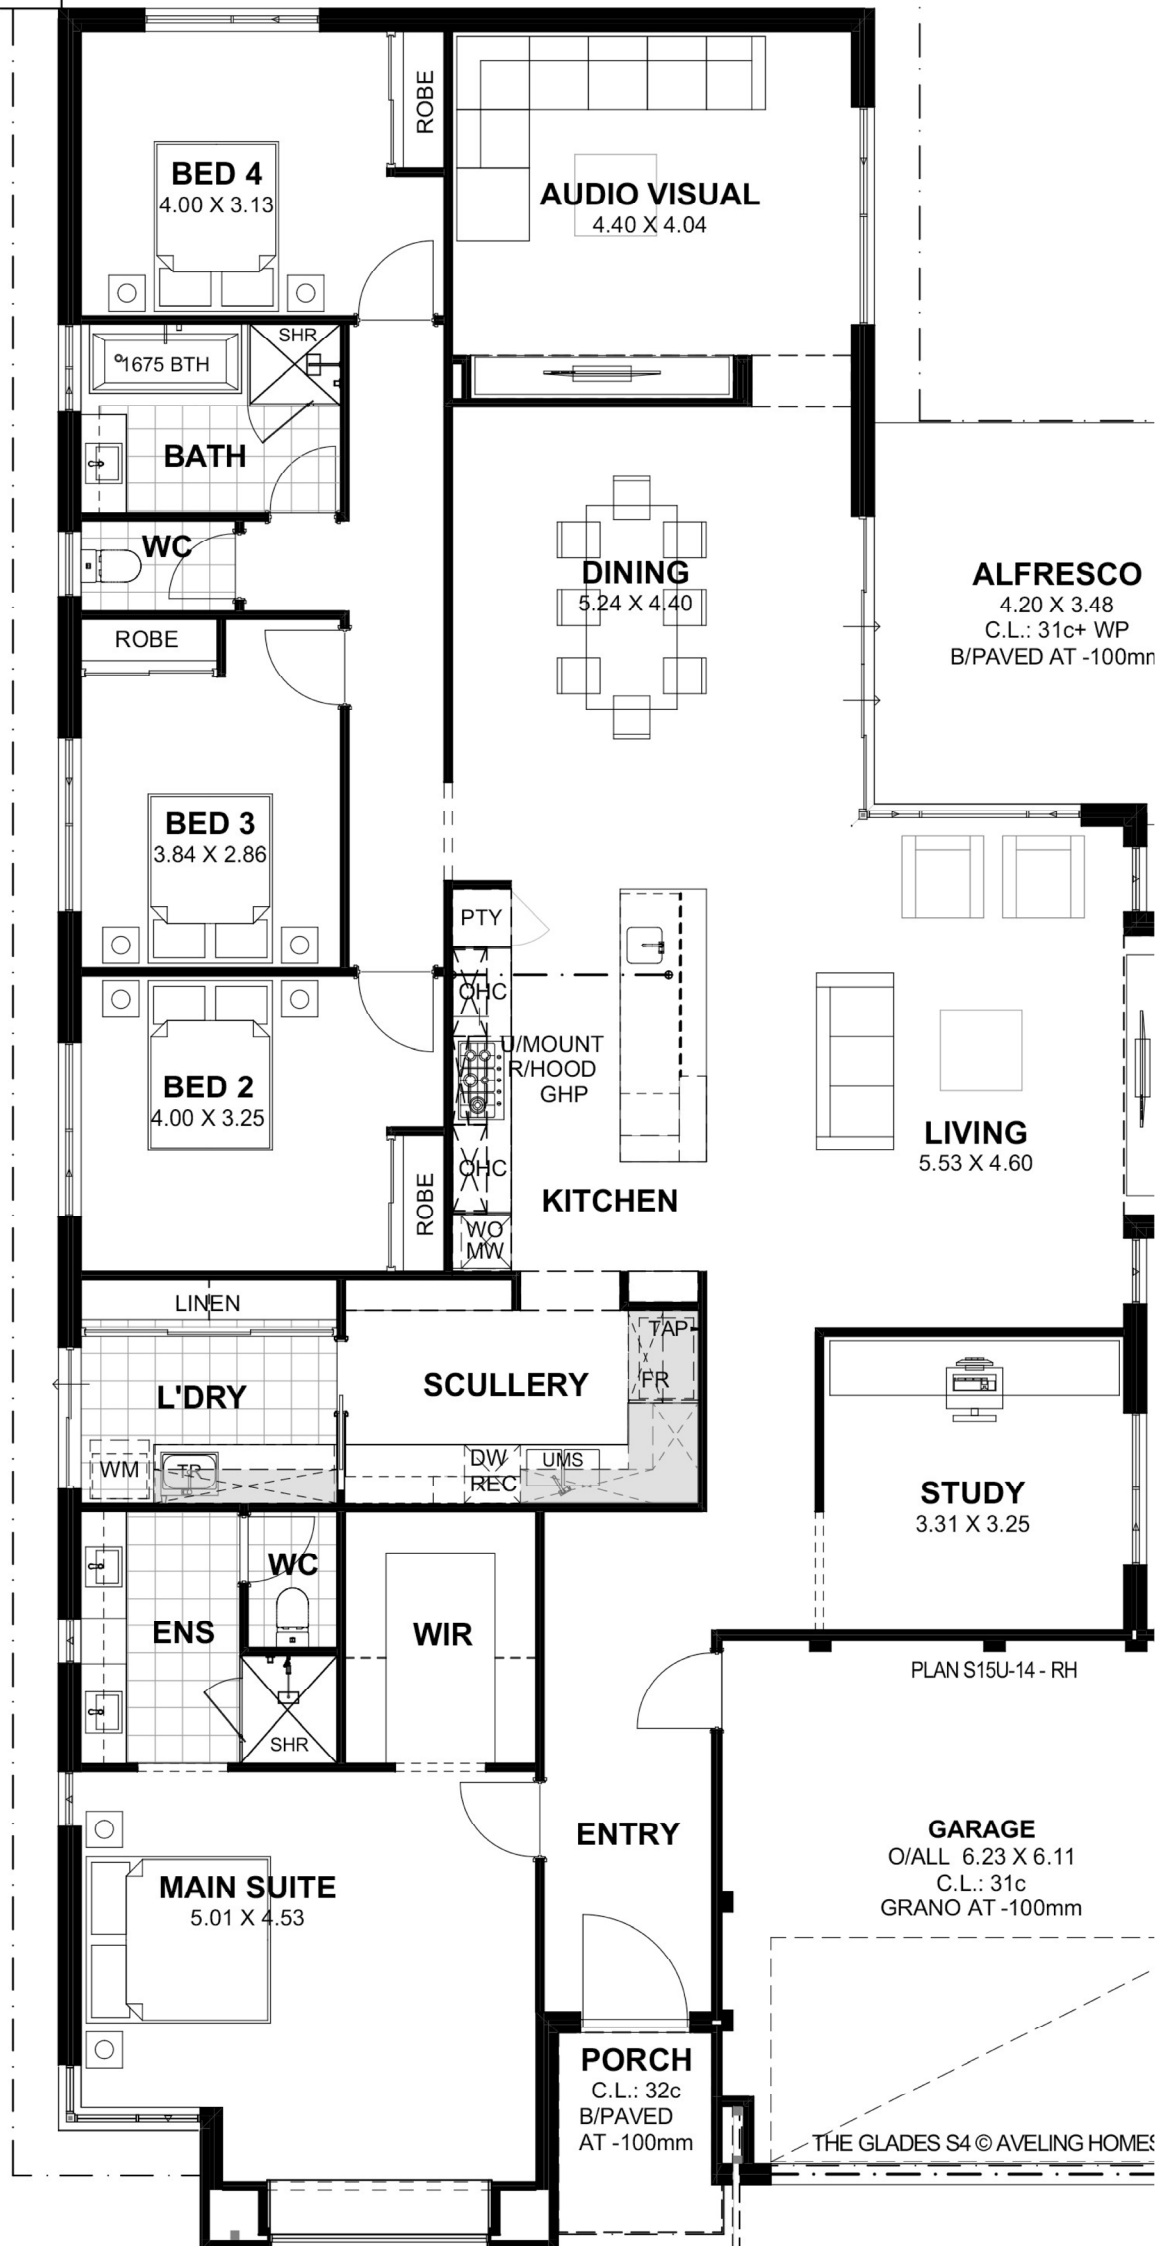 ROBE
BED 4
4.00 X 3.13
AUDIO VISUAL
4.40 X 4.04
SHR
1675 BTH
BATH
WC
ROBE
DINING
5.24 X 4.40
ALFRESCO
4.20 X 3.48
C.L.: 31c+ WP
B/PAVED AT -100mm
BED 3
3.84 X 2.86
PTY
OHC
U/MOUNT
R/HOOD
GHP
BED 2
4.00 X 3.25
OHC
ROBE
KITCHEN
WO
MW
LIVING
5.53 X 4.60
LINEN
TAP
FR
SCULLERY
L'DRY
WM
TR
DW
REC
UMS
STUDY
3.31 X 3.25
WC
ENS
WIR
SHR
PLAN S15U-14 - RH
ENTRY
GARAGE
O/ALL 6.23 X 6.11
C.L.: 31c
GRANO AT -100mm
MAIN SUITE
5.01 X 4.53
PORCH
C.L.: 32c
B/PAVED
AT -100mm
THE GLADES S4 © AVELING HOMES